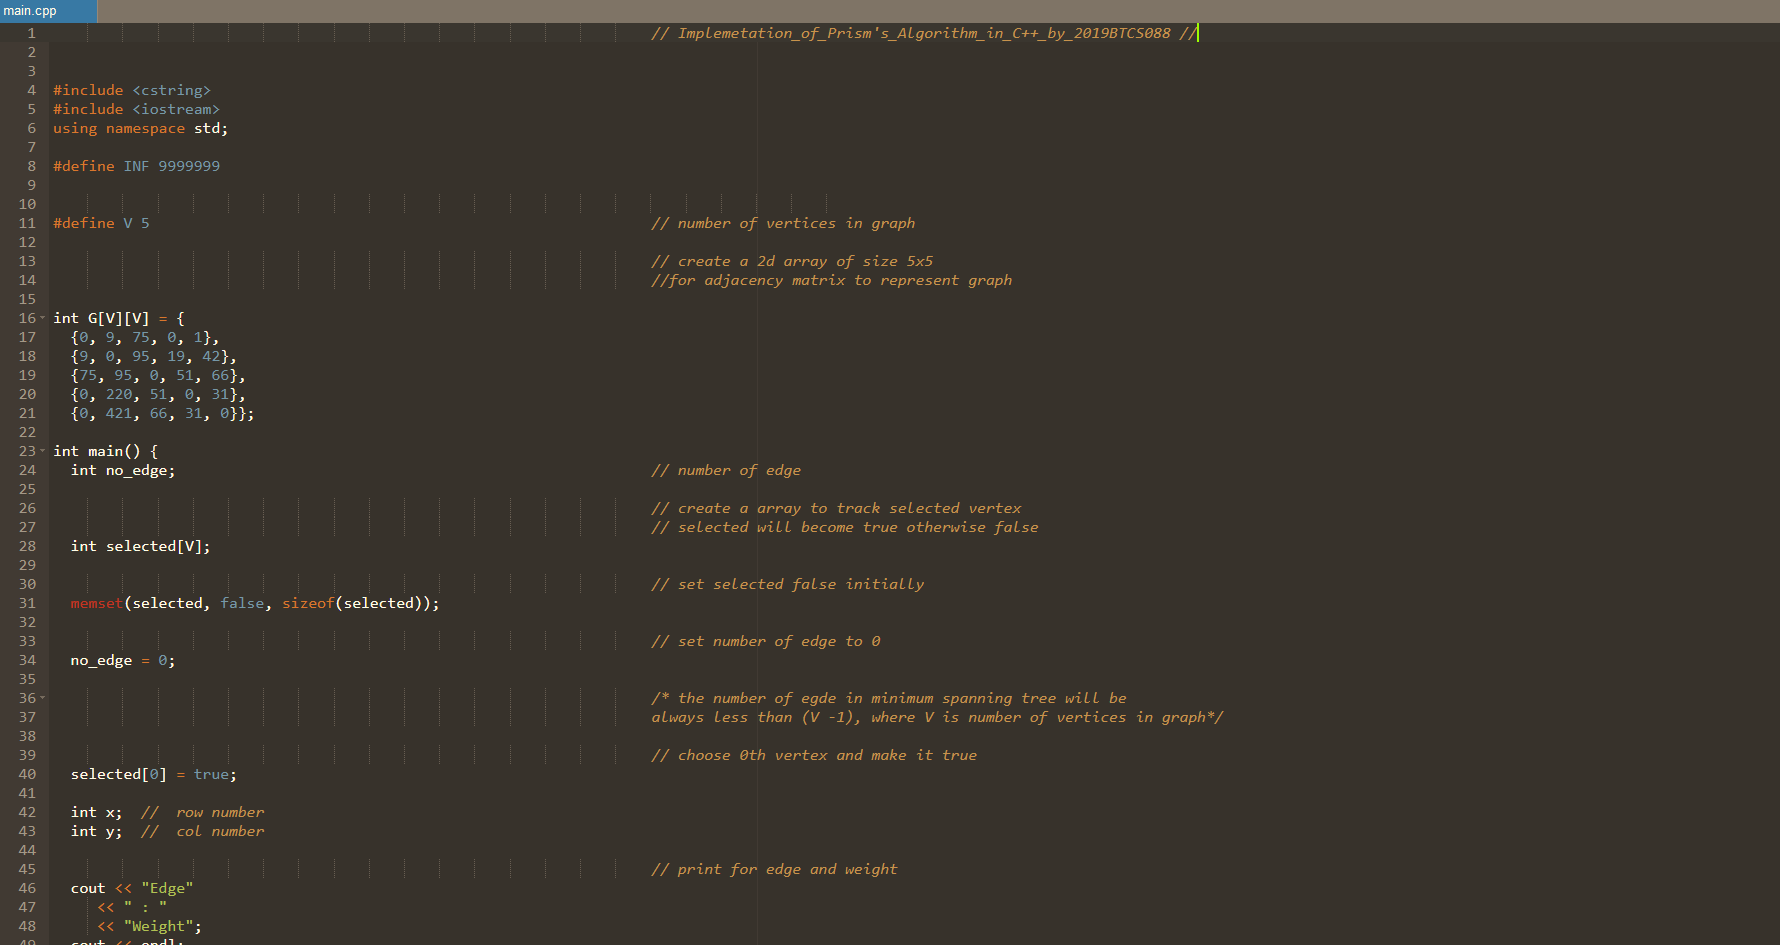 main.cpp
1 // Implemetation_of_Prism's_Algorithm_in_C++_by_2019BTCS088 //
2
3
4 #include <cstring>
5 #include <iostream>
6 using namespace std;
7
8 #define INF 9999999
9
10
11 #define V 5 // number of vertices in graph
12
13 // create a 2d array of size 5x5
14 //for adjacency matrix to represent graph
15
16 int G[V][V] = {
17 {0, 9, 75, 0, 1},
18 {9, 0, 95, 19, 42},
19 {75, 95, 0, 51, 66},
20 {0, 220, 51, 0, 31},
21 {0, 421, 66, 31, 0}};
22
23 int main() {
24 int no_edge; // number of edge
25
26 // create a array to track selected vertex
27 // selected will become true otherwise false
28 int selected[V];
29
30 // set selected false initially
31 memset(selected, false, sizeof(selected));
32
33 // set number of edge to 0
34 no_edge = 0;
35
36 /* the number of egde in minimum spanning tree will be
37 always less than (V -1), where V is number of vertices in graph*/
38
39 // choose 0th vertex and make it true
40 selected[0] = true;
41
42 int x; //  row number
43 int y; //  col number
44
45 // print for edge and weight
46 cout << "Edge"
47 << " : "
48 << "Weight";
49 cout << endl;